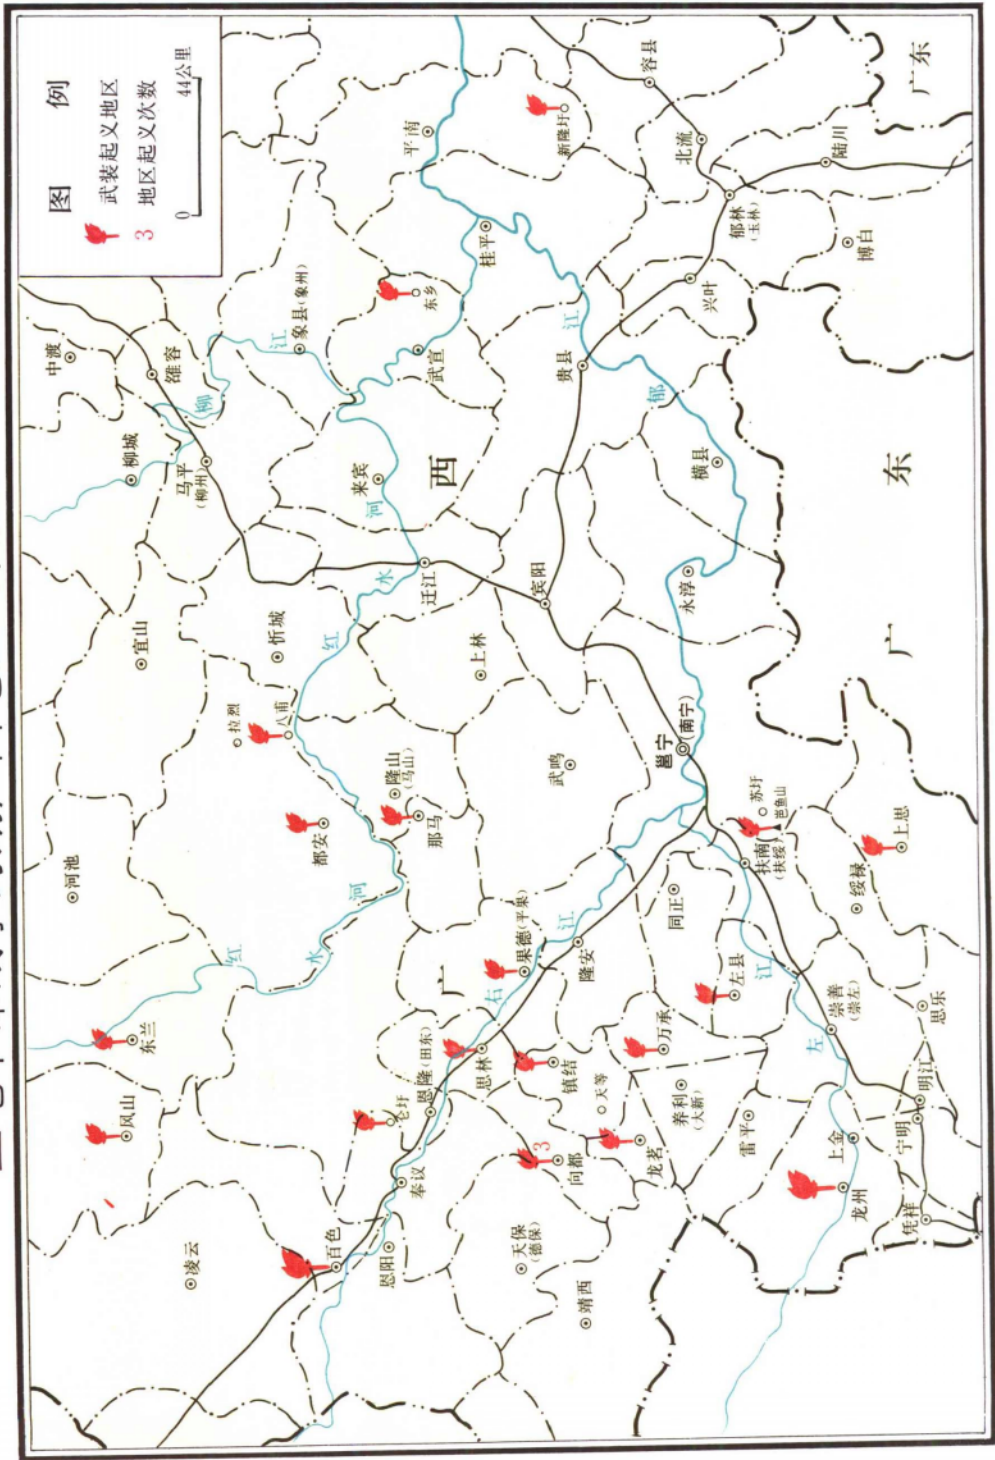 图 例
武装起义地区
3 地区起义次数
0 44公里
中渡
雒容
柳城
马平
(柳州)
柳
江
象县(象州)
东乡
武宣
平南
桂平
新隆圩
容县
北流
陆川
郁林
(玉林)
博白
兴叶
贵县
郁
江
横县
永淳
广东
广
东
广
西
来宾
迁江
宾阳
上林
忻城
宜山
拉烈
八甫
红
水
河
隆山
(马山)
那马
都安
河池
武鸣
邕宁
(南宁)
苏圩
岜鱼山
扶南
(扶绥)
上思
绥禄
同正
果德(平果)
隆安
右
江
左县
万承
崇善
(崇左)
思乐
左
江
明江
宁明
凭祥
上金
龙州
雷平
养利
(大新)
天等
龙茗
镇结
思林
恩隆(田东)
仑圩
向都
3
奉议
恩阳
百色
天保
(德保)
靖西
凌云
凤山
东兰
红
水
河